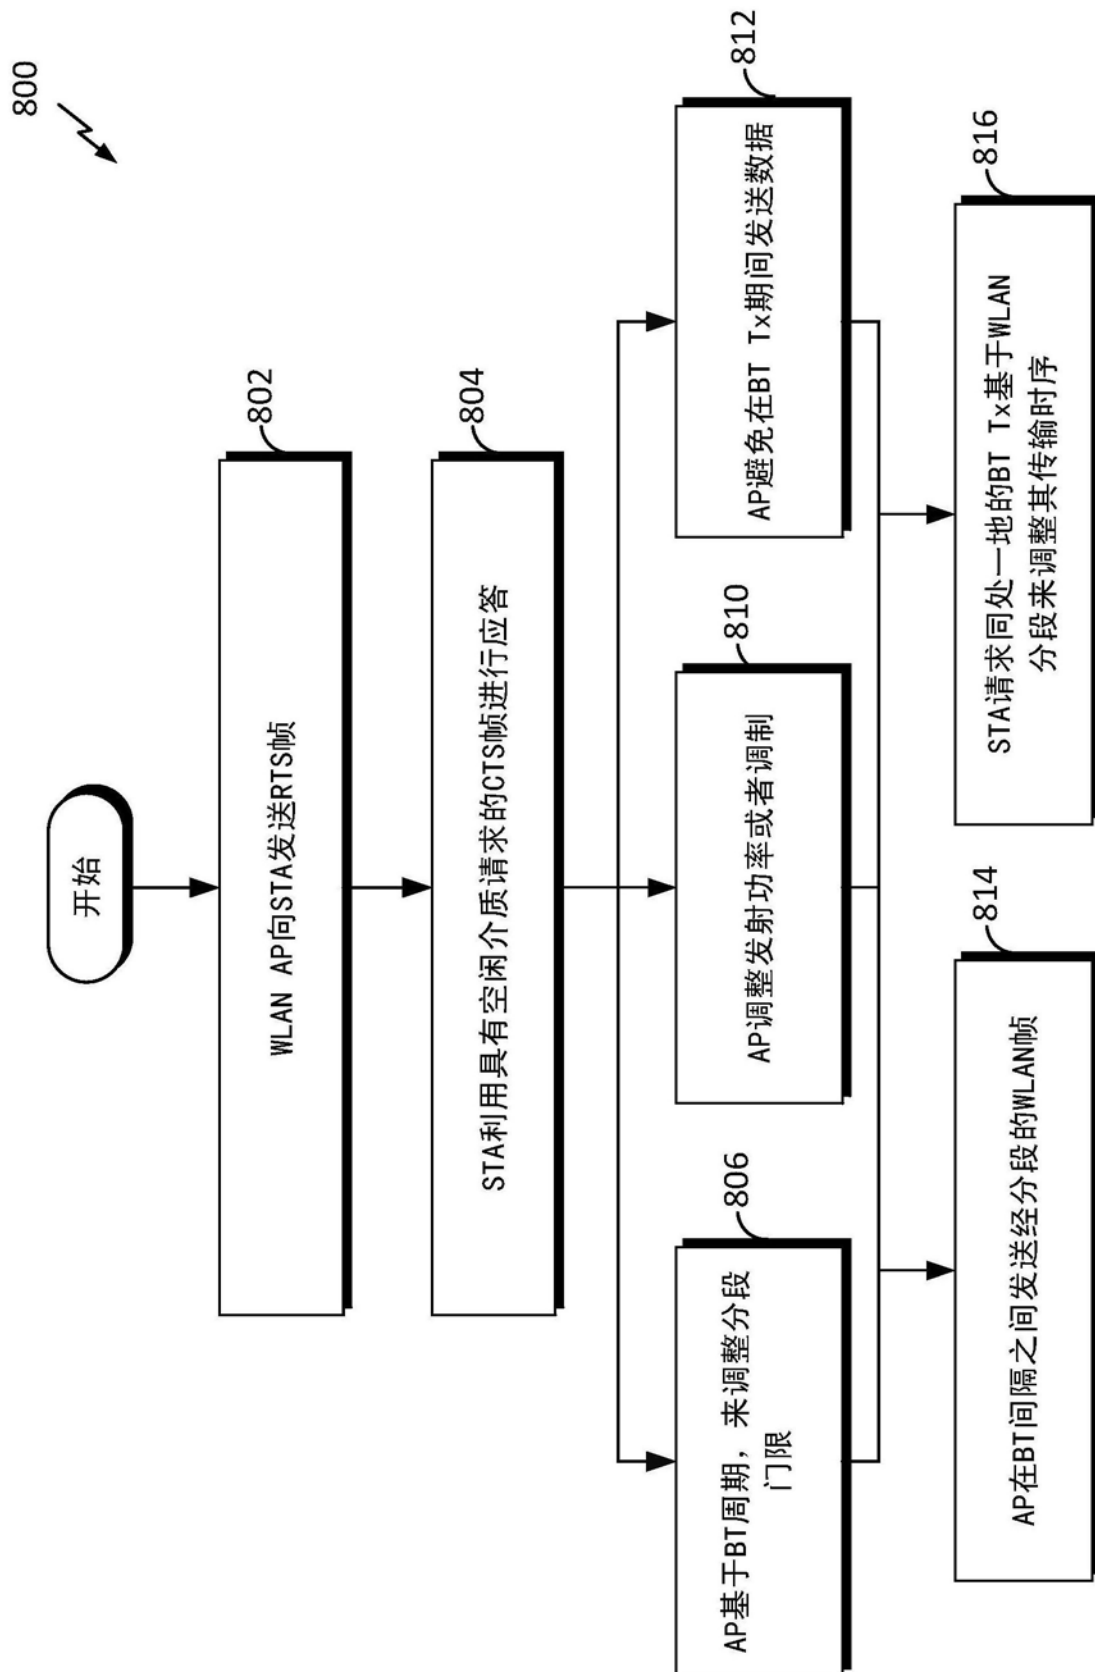 800
开始
WLAN AP向STA发送RTS帧
802
STA利用具有空闲介质请求的CTS帧进行应答
804
AP基于BT周期，来调整分段
门限
806
AP调整发射功率或者调制
810
AP避免在BT Tx期间发送数据
812
AP在BT间隔之间发送经分段的WLAN帧
814
STA请求同处一地的BT Tx基于WLAN
分段来调整其传输时序
816